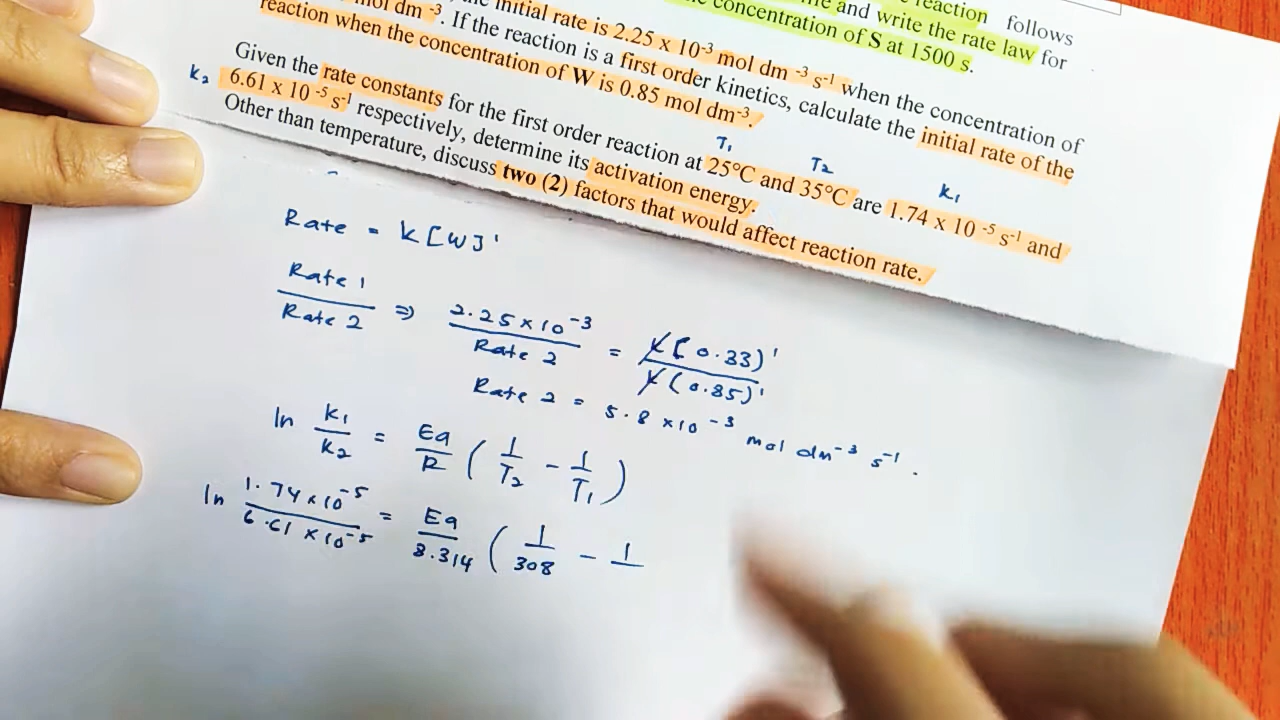 reaction follows
and write the rate law for
concentration of S at 1500 s.
mol dm -3. initial rate is 2.25 x 10-3 mol dm -3 s-1 when the concentration of
If the reaction is a first order kinetics, calculate the initial rate of the
reaction when the concentration of W is 0.85 mol dm-3.
T1 T2 k1
Given the rate constants for the first order reaction at 25°C and 35°C are 1.74 x 10 -5 s-1 and
k2 6.61 x 10 -5 s-1 respectively, determine its activation energy.
Other than temperature, discuss two (2) factors that would affect reaction rate.
Rate = k[W]1
Rate 1 / Rate 2 ⇒ 2.25 x 10-3 / Rate 2 = k(0.33)1 / k(0.85)1
Rate 2 = 5.8 x 10-3 mol dm-3 s-1.
ln k1/k2 = Ea/R (1/T2 - 1/T1)
ln 1.74 x 10-5 / 6.61 x 10-5 = Ea/8.314 (1/308 - 1